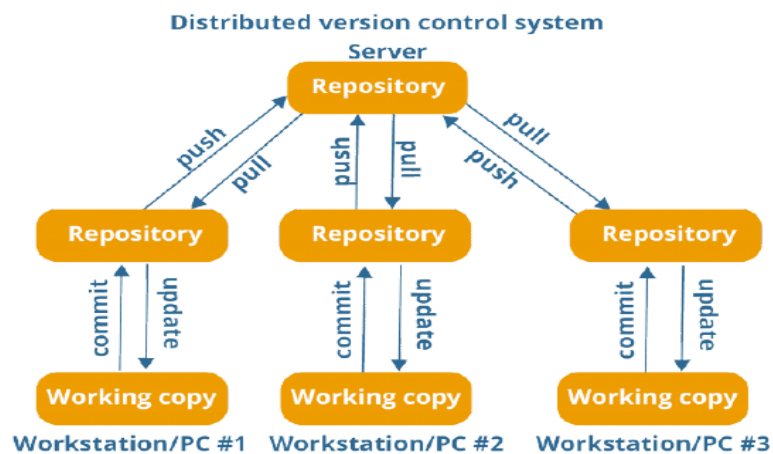 Distributed version control system
Server
Repository
push
pull
push
pull
pull
push
Repository
Repository
Repository
commit
update
commit
update
commit
update
Working copy
Working copy
Working copy
Workstation/PC #1
Workstation/PC #2
Workstation/PC #3